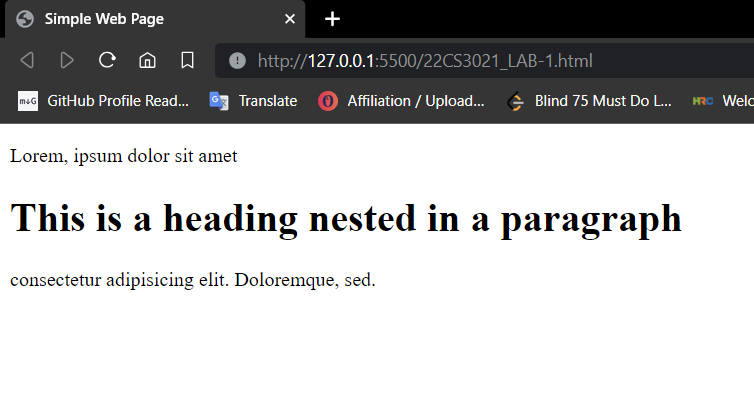 Simple Web Page
http://127.0.0.1:5500/22CS3021_LAB-1.html
M↓G GitHub Profile Read... Translate Affiliation / Upload... Blind 75 Must Do L... HRC Welc
Lorem, ipsum dolor sit amet
This is a heading nested in a paragraph
consectetur adipisicing elit. Doloremque, sed.